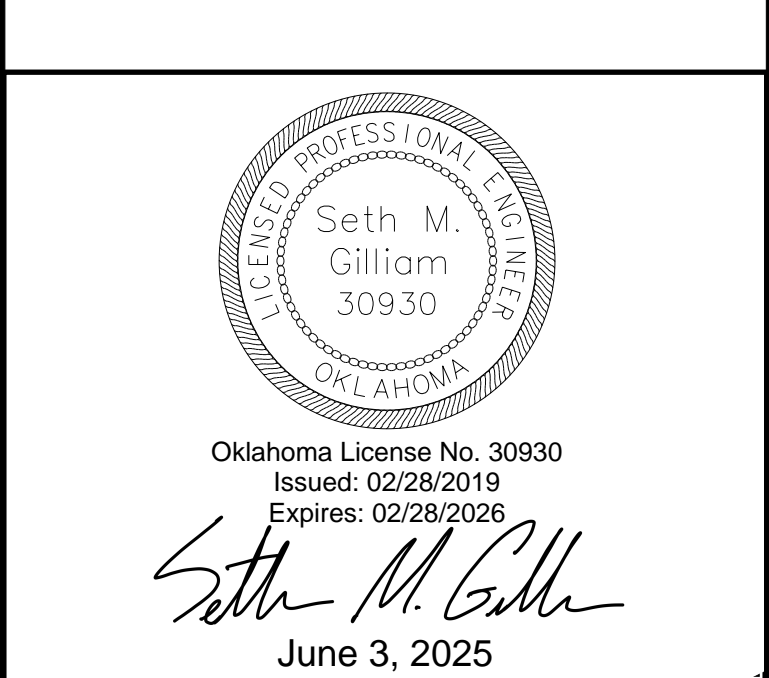 LICENSED PROFESSIONAL ENGINEER
Seth M.
Gilliam
30930
OKLAHOMA
Oklahoma License No. 30930
Issued: 02/28/2019
Expires: 02/28/2026
Seth M. Gilliam
June 3, 2025